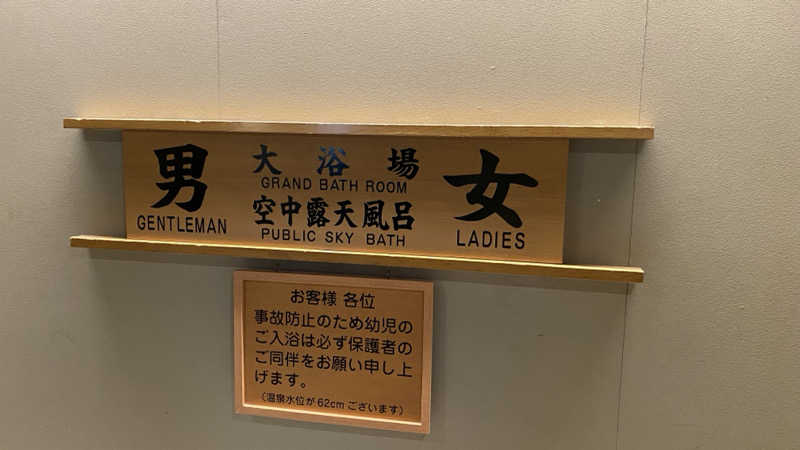 男
GENTLEMAN
大浴場
GRAND BATH ROOM
空中露天風呂
PUBLIC SKY BATH
女
LADIES
お客様 各位
事故防止のため幼児の
ご入浴は必ず保護者の
ご同伴をお願い申し上
げます。
（温泉水位が62cmございます）